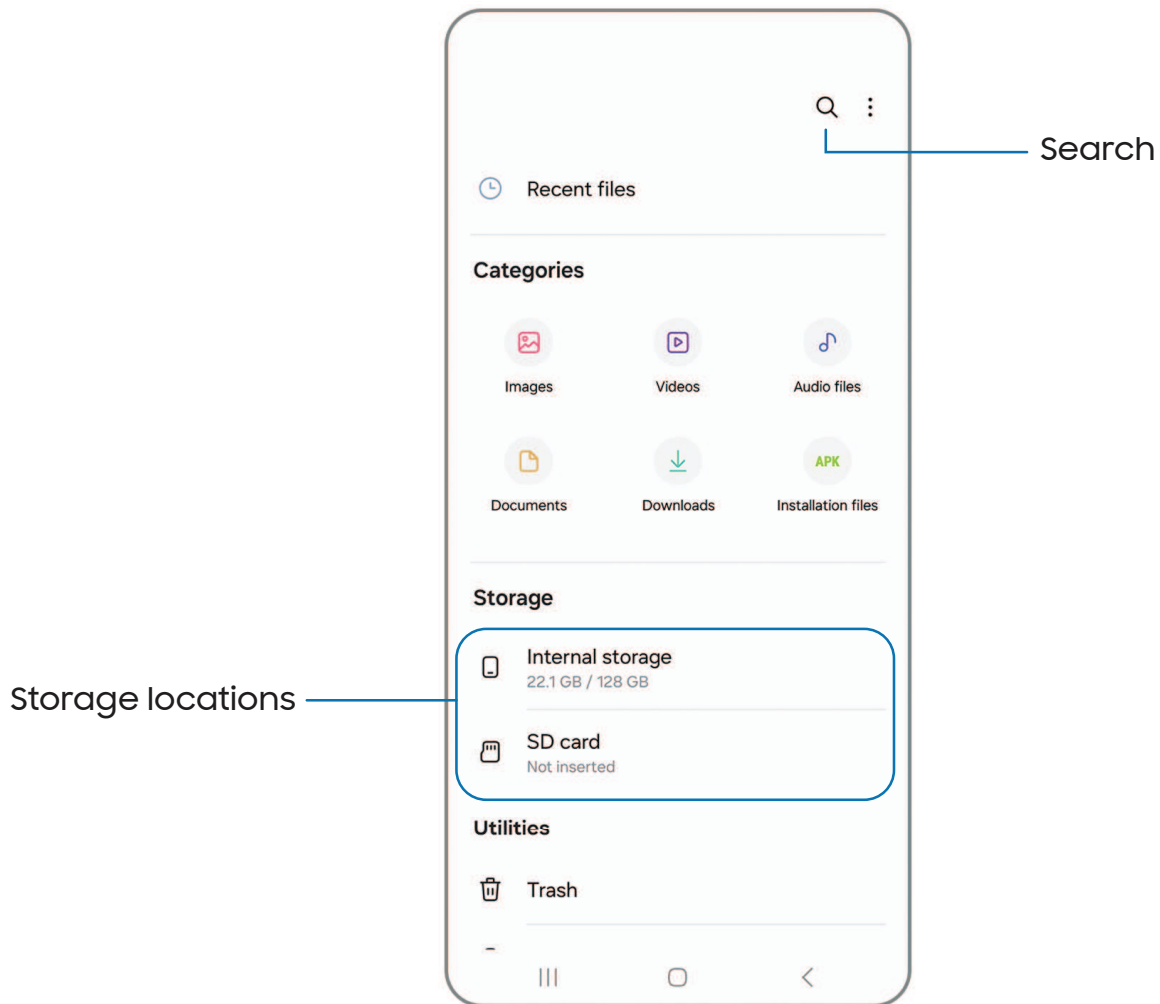 Search
Recent files
Categories
Images
Videos
Audio files
Documents
Downloads
APK
Installation files
Storage
Storage locations
Internal storage
22.1 GB / 128 GB
SD card
Not inserted
Utilities
Trash